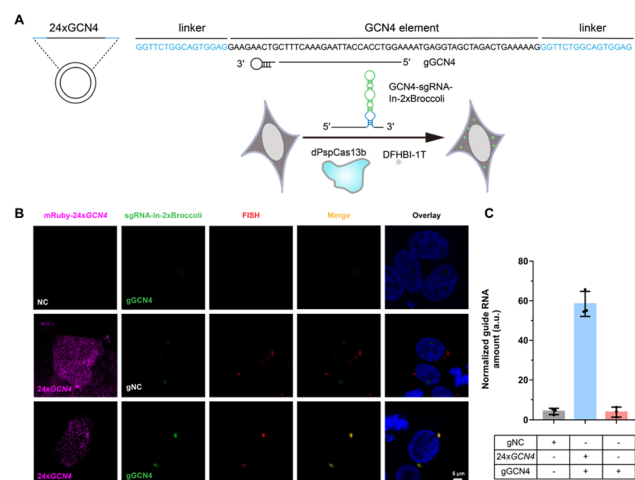 A
24xGCN4
linker
GCN4 element
linker
GGTTCTGGCAGTGGAGGAAGAACTGCTTTCAAAGAATTACCACCTGGAAAATGAGGTAGCTAGACTGAAAAAGGGTTCTGGCAGTGGAG
3′ 5′ gGCN4
GCN4-sgRNA-
In-2xBroccoli
5′ 3′
dPspCas13b
DFHBI-1T
B
mRuby-24xGCN4 sgRNA-In-2xBroccoli FISH Merge Overlay
NC gGCN4
24xGCN4 gNC
24xGCN4 gGCN4
5 μm
C
Normalized guide RNA
amount (a.u.)
80
60
40
20
0
gNC + - -
24xGCN4 - + -
gGCN4 - + +